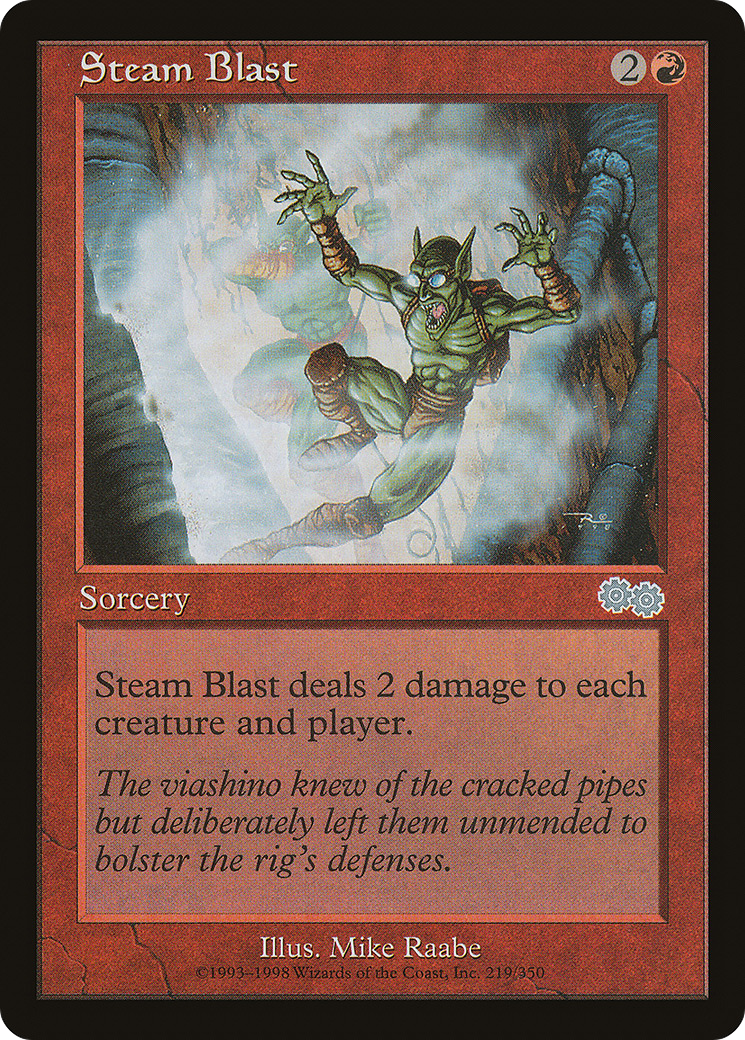 Steam Blast 2
Sorcery
Steam Blast deals 2 damage to each
creature and player.
The viashino knew of the cracked pipes
but deliberately left them unmended to
bolster the rig's defenses.
Illus. Mike Raabe
©1993–1998 Wizards of the Coast, Inc. 219/350